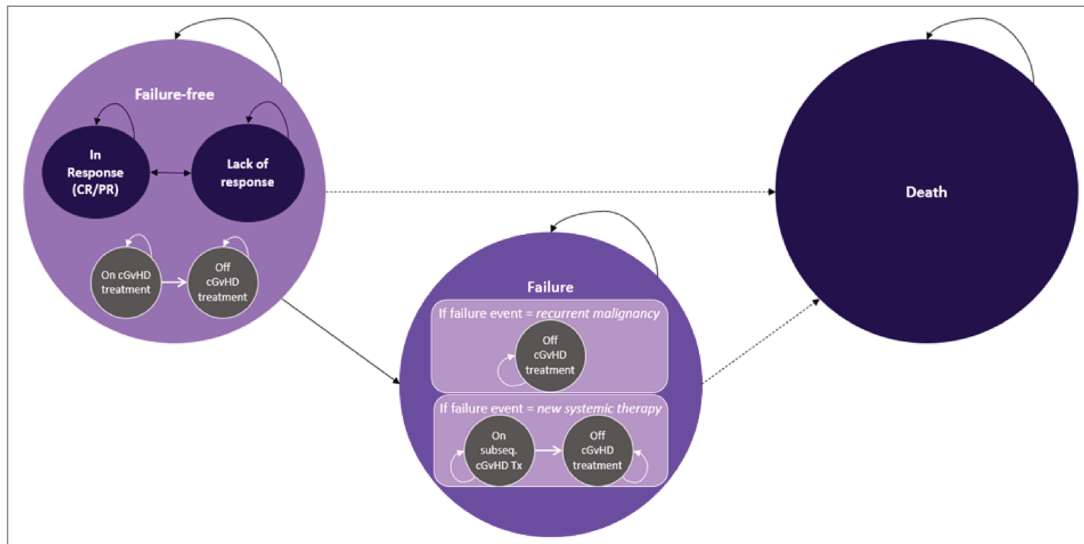 Failure-free
In
Response
(CR/PR)
Lack of
response
On cGvHD
treatment
Off
cGvHD
treatment
Death
Failure
If failure event = recurrent malignancy
Off
cGvHD
treatment
If failure event = new systemic therapy
On
subseq.
cGvHD Tx
Off
cGvHD
treatment